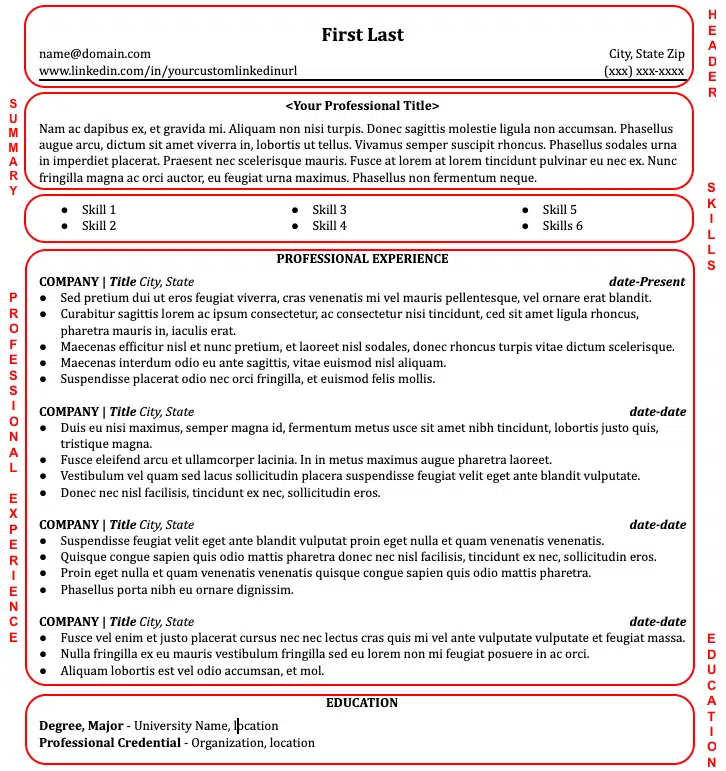 HEADER
First Last
name@domain.com City, State Zip
www.linkedin.com/in/yourcustomlinkedinurl (xxx) xxx-xxxx
SUMMARY
<Your Professional Title>
Nam ac dapibus ex, et gravida mi. Aliquam non nisi turpis. Donec sagittis molestie ligula non accumsan. Phasellus
augue arcu, dictum sit amet viverra in, lobortis ut tellus. Vivamus semper suscipit rhoncus. Phasellus sodales urna
in imperdiet placerat. Praesent nec scelerisque mauris. Fusce at lorem at lorem tincidunt pulvinar eu nec ex. Nunc
fringilla magna ac orci auctor, eu feugiat urna maximus. Phasellus non fermentum neque.
SKILLS
● Skill 1 ● Skill 3 ● Skill 5
● Skill 2 ● Skill 4 ● Skills 6
PROFESSIONAL EXPERIENCE
PROFESSIONAL EXPERIENCE
COMPANY | Title City, State date-Present
● Sed pretium dui ut eros feugiat viverra, cras venenatis mi vel mauris pellentesque, vel ornare erat blandit.
● Curabitur sagittis lorem ac ipsum consectetur, ac consectetur nisi tincidunt, ced sit amet ligula rhoncus,
pharetra mauris in, iaculis erat.
● Maecenas efficitur nisl et nunc pretium, et laoreet nisl sodales, donec rhoncus turpis vitae dictum scelerisque.
● Maecenas interdum odio eu ante sagittis, vitae euismod nisl aliquam.
● Suspendisse placerat odio nec orci fringilla, et euismod felis mollis.
COMPANY | Title City, State date-date
● Duis eu nisi maximus, semper magna id, fermentum metus usce sit amet nibh tincidunt, lobortis justo quis,
tristique magna.
● Fusce eleifend arcu et ullamcorper lacinia. In in metus maximus augue pharetra laoreet.
● Vestibulum vel quam sed lacus sollicitudin placera suspendisse feugiat velit eget ante blandit vulputate.
● Donec nec nisl facilisis, tincidunt ex nec, sollicitudin eros.
COMPANY | Title City, State date-date
● Suspendisse feugiat velit eget ante blandit vulputat proin eget nulla et quam venenatis venenatis.
● Quisque congue sapien quis odio mattis pharetra donec nec nisl facilisis, tincidunt ex nec, sollicitudin eros.
● Proin eget nulla et quam venenatis venenatis quisque congue sapien quis odio mattis pharetra.
● Phasellus porta nibh eu ornare dignissim.
COMPANY | Title City, State date-date
● Fusce vel enim et justo placerat cursus nec nec lectus cras quis mi vel ante vulputate vulputate et feugiat massa.
● Nulla fringilla ex eu mauris vestibulum fringilla sed eu lorem non mi feugiat posuere in ac orci.
● Aliquam lobortis est vel odio accumsan, et mol.
EDUCATION
EDUCATION
Degree, Major - University Name, location
Professional Credential - Organization, location